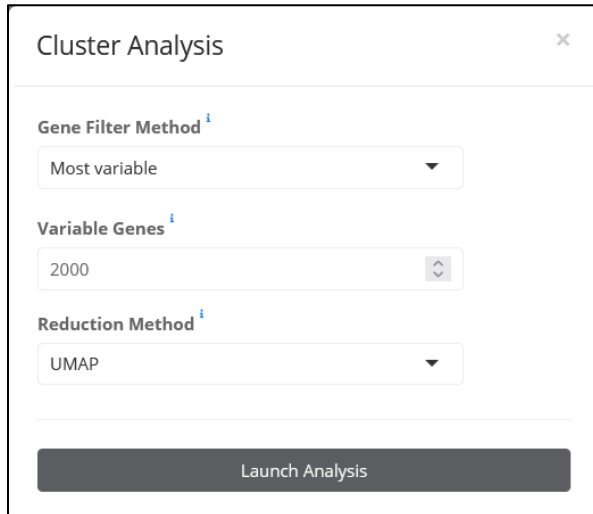 Cluster Analysis ×
Gene Filter Method i
Most variable
Variable Genes i
2000
Reduction Method i
UMAP
Launch Analysis